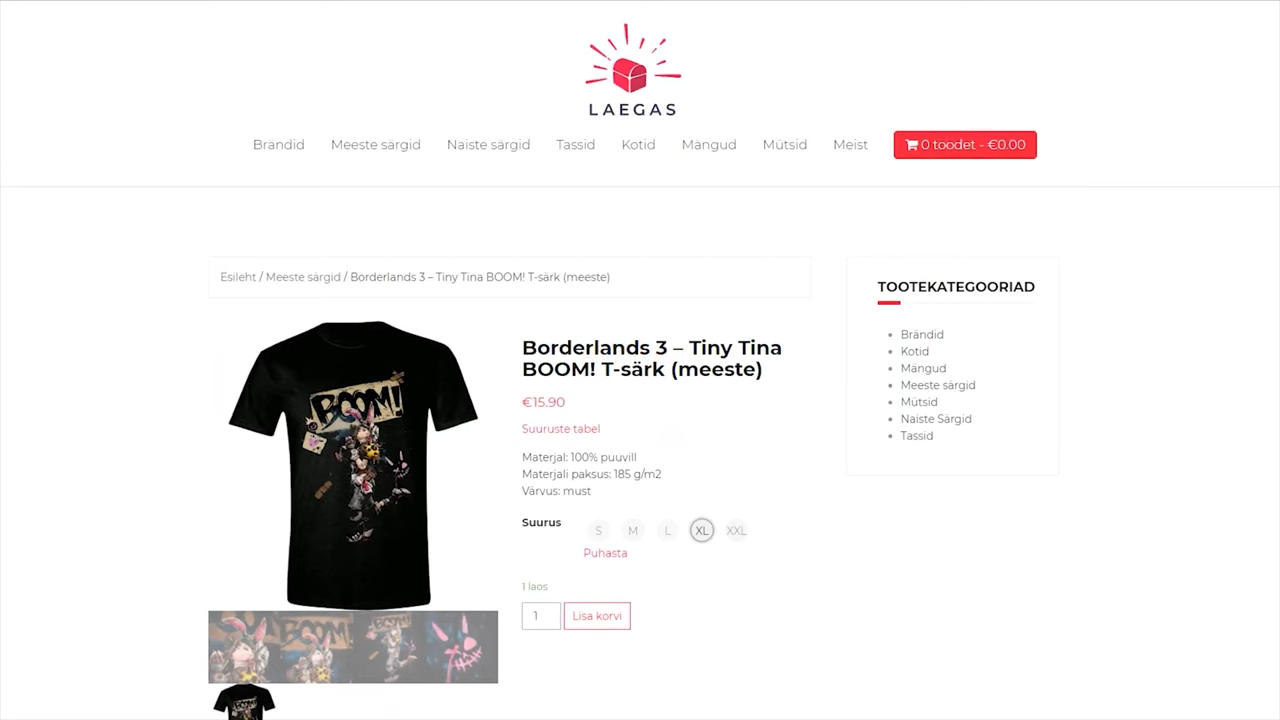 LAEGAS
Brändid Meeste särgid Naiste särgid Tassid Kotid Mängud Mütsid Meist 0 toodet - €0.00
Esileht / Meeste särgid / Borderlands 3 – Tiny Tina BOOM! T-särk (meeste)
BOOM!
Borderlands 3 – Tiny Tina
BOOM! T-särk (meeste)
€15.90
Suuruste tabel
Materjal: 100% puuvill
Materjali paksus: 185 g/m2
Värvus: must
Suurus S M L XL XXL
Puhasta
1 laos
1 Lisa korvi
BOOM!
BOOM!
TOOTEKATEGOORIAD
Brändid
Kotid
Mängud
Meeste särgid
Mütsid
Naiste Särgid
Tassid